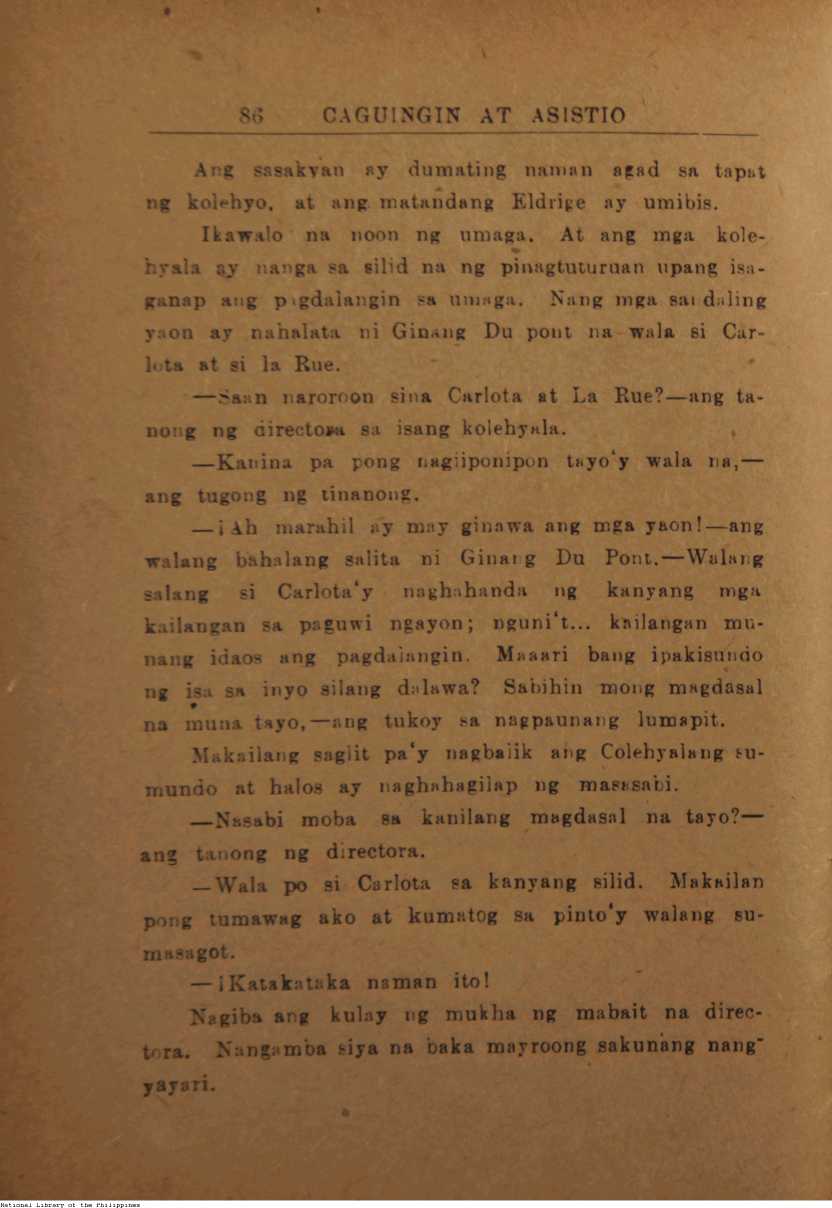 86 CAGUINGIN AT ASISTIO
Ang sasakyan ay dumating naman agad sa tapat
ng kolehyo, at ang matandang Eldrige ay umibis.
Ikawalo na noon ng umaga. At ang mga kole-
hyala ay nanga sa silid na ng pinagtuturuan upang isa-
ganap ang pagdalangin sa umaga. Nang mga sandaling
yaon ay nahalata ni Ginang Du pont na wala si Car-
lota at si la Rue.
—Saan naroroon sina Carlota at La Rue?—ang ta-
nong ng directora sa isang kolehyala.
—Kanina pa pong nagiiponipon tayo‘y wala na,—
ang tugong ng tinanong.
—¡Ah marahil ay may ginawa ang mga yaon!—ang
walang bahalang salita ni Ginang Du Pont.—Walang
salang si Carlota‘y naghahanda ng kanyang mga
kailangan sa paguwi ngayon; nguni‘t... kailangan mu-
nang idaos ang pagdalangin. Maaari bang ipakisundo
ng isa sa inyo silang dalawa? Sabihin mong magdasal
na muna tayo,—ang tukoy sa nagpaunang lumapit.
Makailang saglit pa‘y nagbalik ang Colehyalang su-
mundo at halos ay naghahagilap ng masasabi.
—Nasabi moba sa kanilang magdasal na tayo?—
ang tanong ng directora.
—Wala po si Carlota sa kanyang silid. Makailan
pong tumawag ako at kumatog sa pinto‘y walang su-
masagot.
—¡Katakataka naman ito!
Nagiba ang kulay ng mukha ng mabait na direc-
tora. Nangamba siya na baka mayroong sakunang nang-
yayari.
National Library of the Philippines